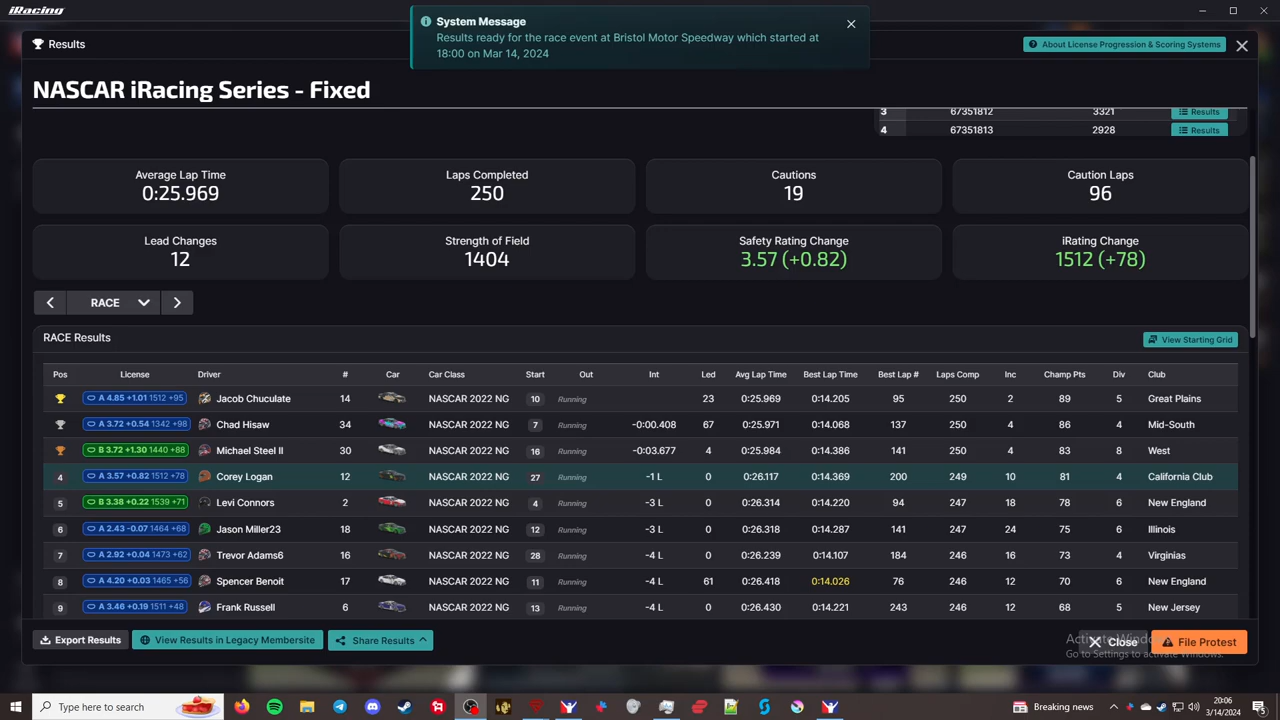 iRacing
System Message
Results ready for the race event at Bristol Motor Speedway which started at
18:00 on Mar 14, 2024
Results
About License Progression & Scoring Systems
NASCAR iRacing Series - Fixed
3 67351812 3321 Results
4 67351813 2928 Results
Average Lap Time Laps Completed Cautions Caution Laps
0:25.969 250 19 96
Lead Changes Strength of Field Safety Rating Change iRating Change
12 1404 3.57 (+0.82) 1512 (+78)
RACE
RACE Results View Starting Grid
Pos License Driver # Car Car Class Start Out Int Led Avg Lap Time Best Lap Time Best Lap # Laps Comp Inc Champ Pts Div Club
A 4.85 +1.01 1512 +95 Jacob Chuculate 14 NASCAR 2022 NG 10 Running 23 0:25.969 0:14.205 95 250 2 89 5 Great Plains
A 3.72 +0.54 1342 +98 Chad Hisaw 34 NASCAR 2022 NG 7 Running -0:00.408 67 0:25.971 0:14.168 137 250 4 86 4 Mid-South
B 3.72 +1.30 1440 +88 Michael Steel II 30 NASCAR 2022 NG 16 Running -0:03.677 4 0:25.984 0:14.386 141 250 4 83 8 West
4 A 3.57 +0.82 1512 +78 Corey Logan 12 NASCAR 2022 NG 27 Running -1 L 0 0:26.117 0:14.369 200 249 10 81 4 California Club
5 B 3.38 +0.22 1539 +71 Levi Connors 2 NASCAR 2022 NG 4 Running -3 L 0 0:26.314 0:14.220 94 247 18 78 6 New England
6 A 2.43 -0.07 1464 +68 Jason Miller23 18 NASCAR 2022 NG 12 Running -3 L 0 0:26.318 0:14.287 141 247 24 75 6 Illinois
7 A 2.92 +0.04 1473 +62 Trevor Adams6 16 NASCAR 2022 NG 28 Running -4 L 0 0:26.239 0:14.107 184 246 16 73 4 Virginias
8 A 4.20 +0.03 1465 +56 Spencer Benoit 17 NASCAR 2022 NG 11 Running -4 L 61 0:26.418 0:14.026 76 246 12 70 6 New England
9 A 3.46 +0.19 1511 +48 Frank Russell 6 NASCAR 2022 NG 13 Running -4 L 0 0:26.430 0:14.221 243 246 12 68 5 New Jersey
Export Results View Results in Legacy Membersite Share Results Close File Protest
Activate Windows
Go to Settings to activate Windows.
Type here to search Breaking news 20:06
3/14/2024